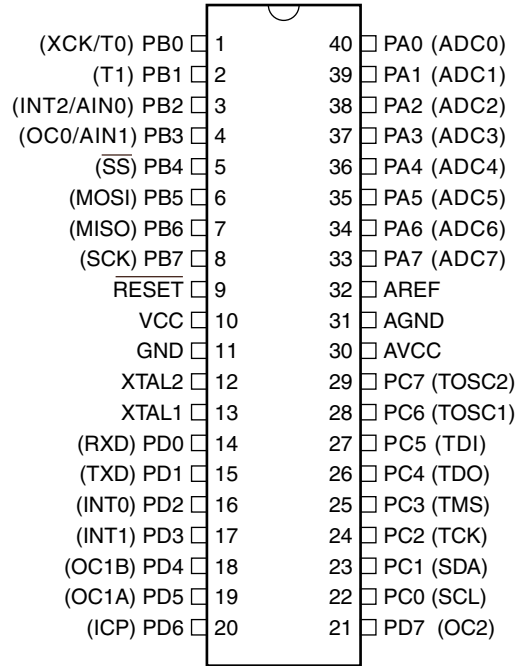 (XCK/T0) PB0 1 40 PA0 (ADC0)
(T1) PB1 2 39 PA1 (ADC1)
(INT2/AIN0) PB2 3 38 PA2 (ADC2)
(OC0/AIN1) PB3 4 37 PA3 (ADC3)
(SS) PB4 5 36 PA4 (ADC4)
(MOSI) PB5 6 35 PA5 (ADC5)
(MISO) PB6 7 34 PA6 (ADC6)
(SCK) PB7 8 33 PA7 (ADC7)
RESET 9 32 AREF
VCC 10 31 AGND
GND 11 30 AVCC
XTAL2 12 29 PC7 (TOSC2)
XTAL1 13 28 PC6 (TOSC1)
(RXD) PD0 14 27 PC5 (TDI)
(TXD) PD1 15 26 PC4 (TDO)
(INT0) PD2 16 25 PC3 (TMS)
(INT1) PD3 17 24 PC2 (TCK)
(OC1B) PD4 18 23 PC1 (SDA)
(OC1A) PD5 19 22 PC0 (SCL)
(ICP) PD6 20 21 PD7 (OC2)